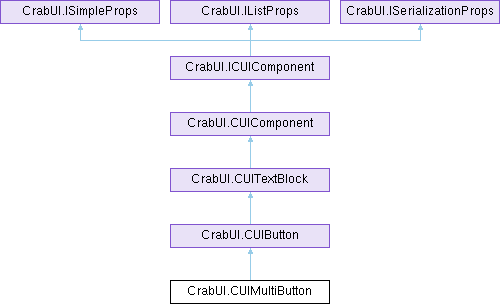 CrabUI.ISimpleProps
CrabUI.IListProps
CrabUI.ISerializationProps
CrabUI.ICUIComponent
CrabUI.CUIComponent
CrabUI.CUITextBlock
CrabUI.CUIButton
CrabUI.CUIMultiButton